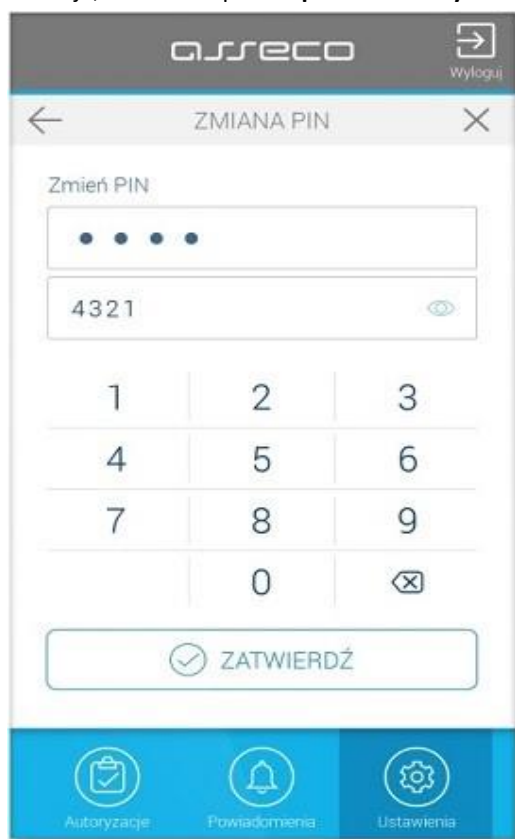 asseco
Wyloguj
ZMIANA PIN
Zmień PIN
4321
1 2 3
4 5 6
7 8 9
0
ZATWIERDŹ
Autoryzacje Powiadomienia Ustawienia